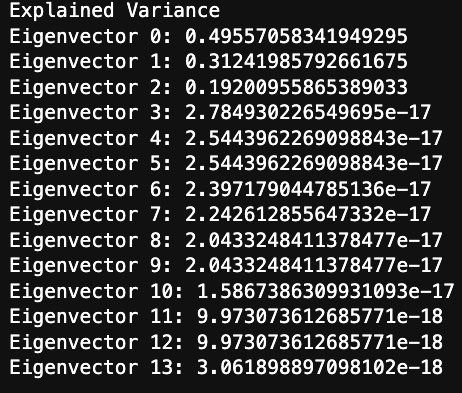 Explained Variance
Eigenvector 0: 0.49557058341949295
Eigenvector 1: 0.31241985792661675
Eigenvector 2: 0.19200955865389033
Eigenvector 3: 2.784930226549695e-17
Eigenvector 4: 2.5443962269098843e-17
Eigenvector 5: 2.5443962269098843e-17
Eigenvector 6: 2.397179044785136e-17
Eigenvector 7: 2.242612855647332e-17
Eigenvector 8: 2.0433248411378477e-17
Eigenvector 9: 2.0433248411378477e-17
Eigenvector 10: 1.5867386309931093e-17
Eigenvector 11: 9.973073612685771e-18
Eigenvector 12: 9.973073612685771e-18
Eigenvector 13: 3.061898897098102e-18